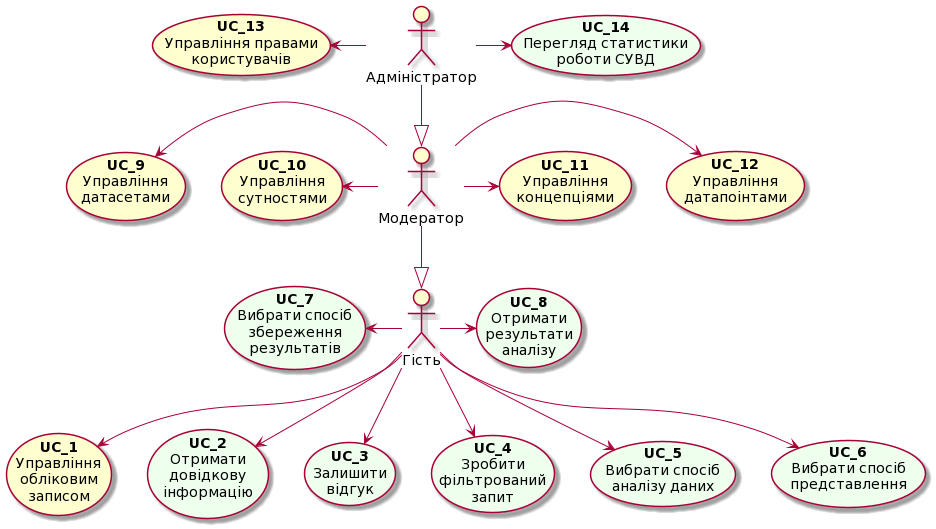 UC_13
Управління правами
користувачів
UC_14
Перегляд статистики
роботи СУВД
Адміністратор
UC_9
Управління
датасетами
UC_10
Управління
сутностями
UC_11
Управління
концепціями
UC_12
Управління
датапоінтами
Модератор
UC_7
Вибрати спосіб
збереження
результатів
UC_8
Отримати
результати
аналізу
Гість
UC_1
Управління
обліковим
записом
UC_2
Отримати
довідкову
інформацію
UC_3
Залишити
відгук
UC_4
Зробити
фільтрований
запит
UC_5
Вибрати спосіб
аналізу даних
UC_6
Вибрати спосіб
представлення